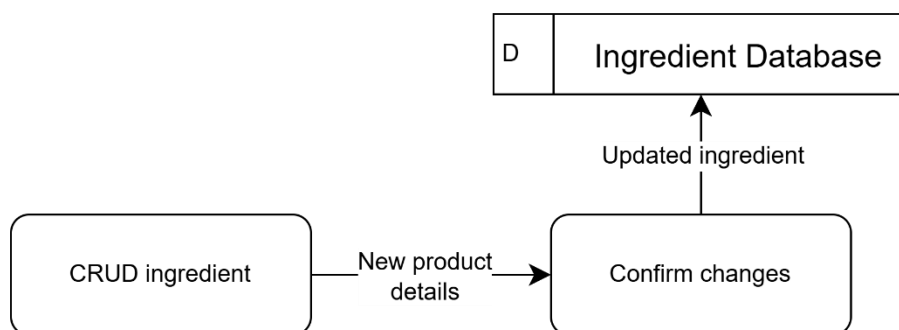 D
Ingredient Database
Updated ingredient
CRUD ingredient
New product
details
Confirm changes